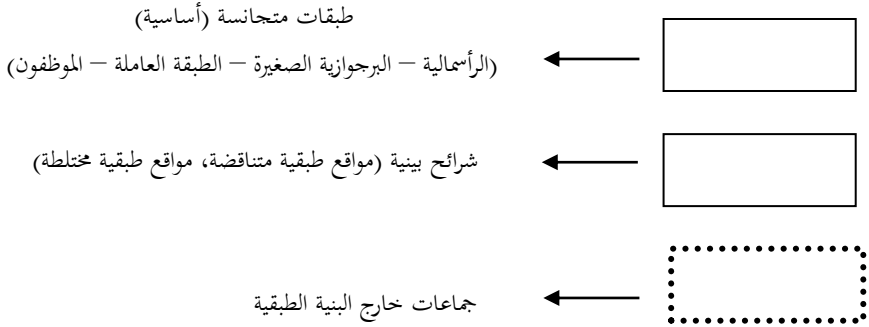 طبقات متجانسة (أساسية)
(الرأسمالية – البرجوازية الصغيرة – الطبقة العاملة – الموظفون)
شرائح بينية (مواقع طبقية متناقضة، مواقع طبقية مختلطة)
جماعات خارج البنية الطبقية